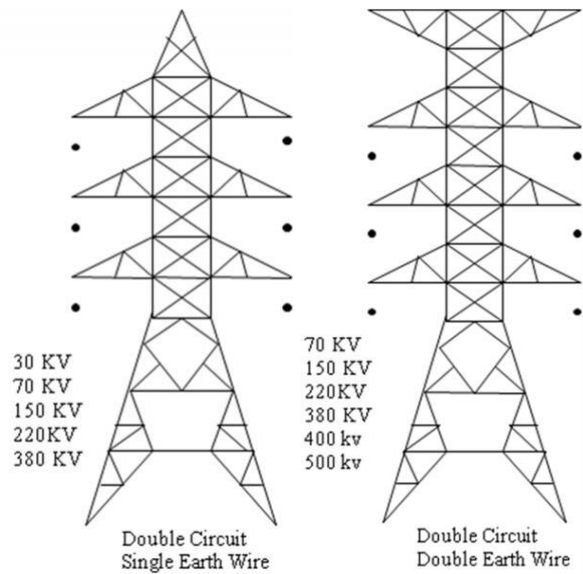 30 KV
70 KV
150 KV
220KV
380 KV
Double Circuit
Single Earth Wire
70 KV
150 KV
220KV
380 KV
400 kv
500 kv
Double Circuit
Double Earth Wire